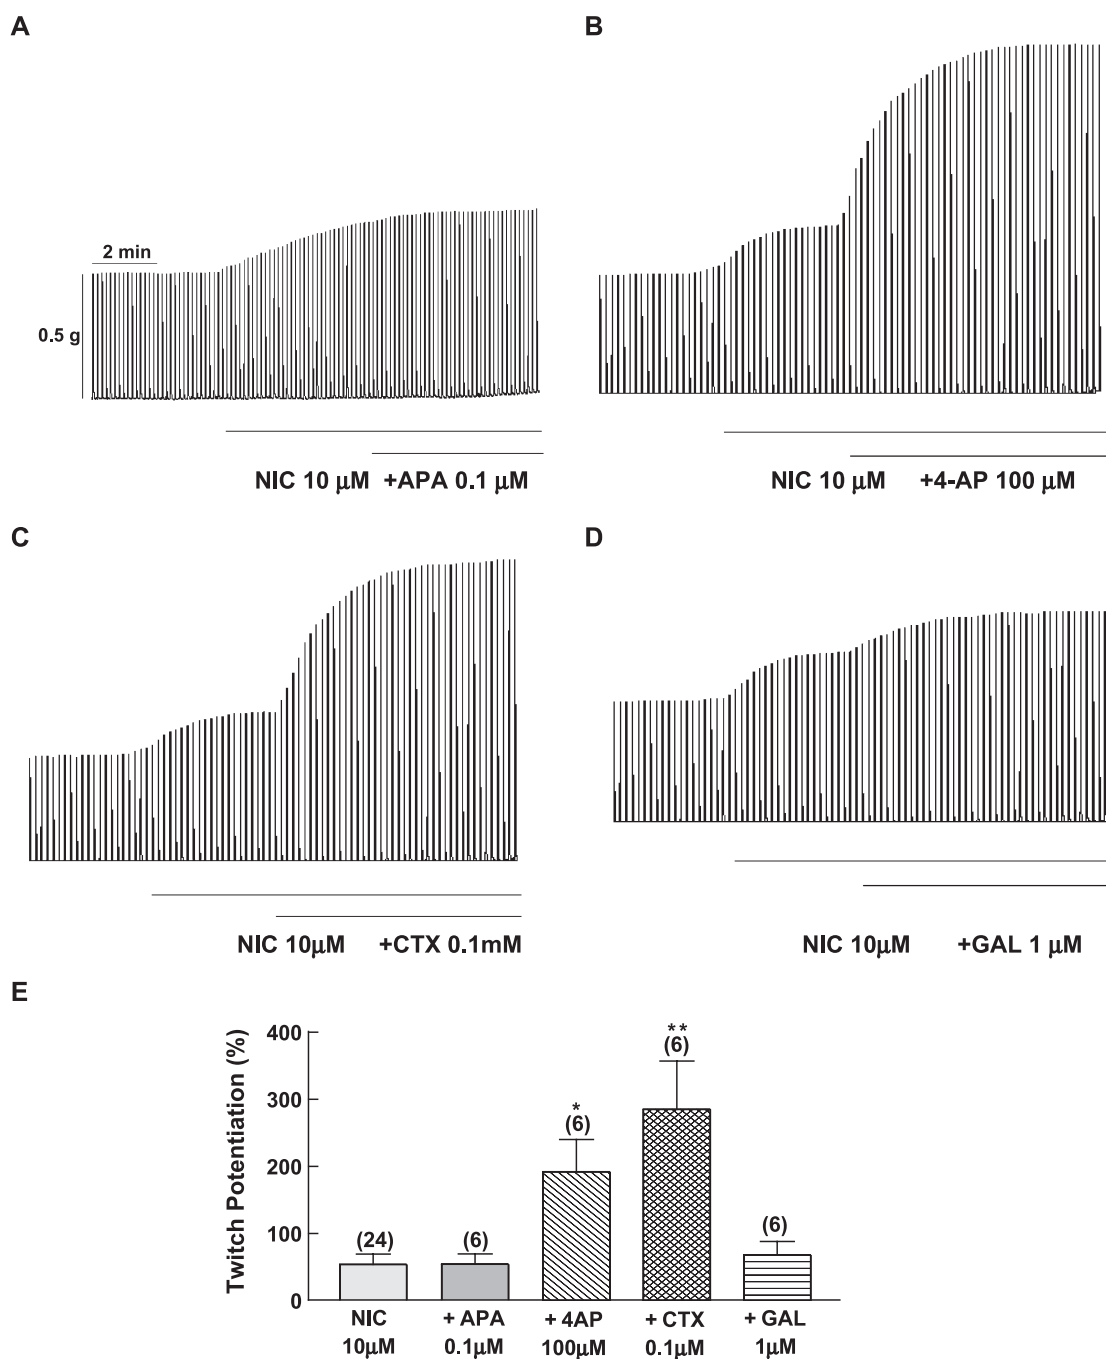 A
B
2 min
0.5 g
NIC 10 μM +APA 0.1 μM
NIC 10 μM +4-AP 100 μM
C
D
NIC 10μM +CTX 0.1mM
NIC 10μM +GAL 1 μM
E
Twitch Potentiation (%)
400
300
200
100
0
(24)
(6)
*
(6)
**
(6)
(6)
NIC + APA + 4AP + CTX + GAL
10μM 0.1μM 100μM 0.1μM 1μM